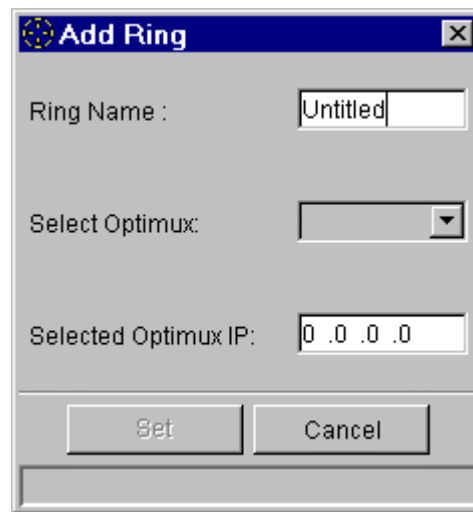 Add Ring
Ring Name :
Untitled
Select Optimux:
Selected Optimux IP:
0 .0 .0 .0
Set
Cancel